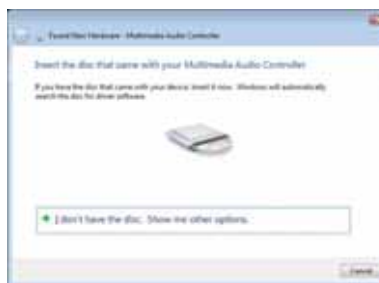 Found New Hardware - Multimedia Audio Controller
Insert the disc that came with your Multimedia Audio Controller
If you have the disc that came with your device, insert it now. Windows will automatically
search the disc for driver software.
I don't have the disc. Show me other options.
Cancel